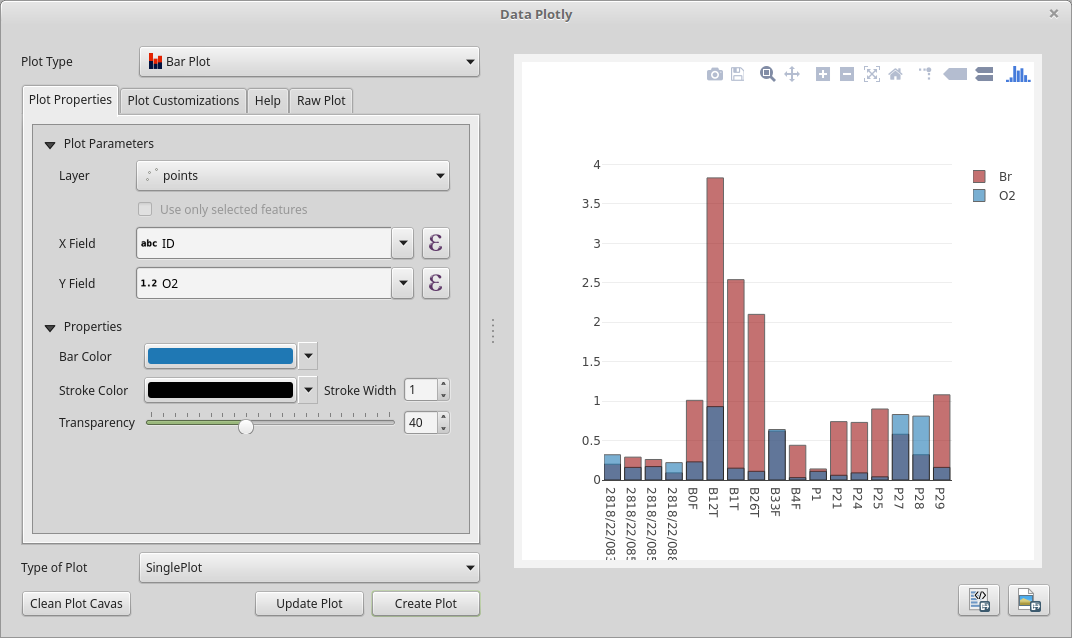 Data Plotly
Plot Type
Bar Plot
Plot Properties
Plot Customizations
Help
Raw Plot
Plot Parameters
Layer
points
Use only selected features
X Field
abc ID
Y Field
1.2 O2
Properties
Bar Color
Stroke Color
Stroke Width
1
Transparency
40
Type of Plot
SinglePlot
Clean Plot Cavas
Update Plot
Create Plot
4
3.5
3
2.5
2
1.5
1
0.5
0
2818/22/083
2818/22/085
2818/22/085
2818/22/088
B0F
B12T
B1T
B26T
B33F
B4F
P1
P21
P24
P25
P27
P28
P29
Br
O2